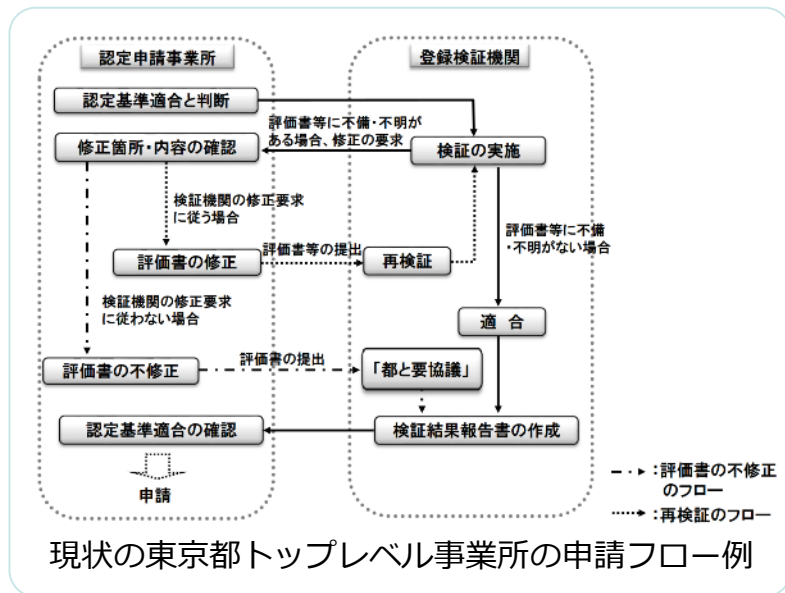 認定申請事業所
登録検証機関
認定基準適合と判断
評価書等に不備・不明が
ある場合、修正の要求
修正箇所・内容の確認
検証の実施
検証機関の修正要求
に従う場合
評価書等に不備
・不明がない場合
評価書の修正
評価書等の提出
再検証
検証機関の修正要求
に従わない場合
適 合
評価書の不修正
評価書の提出
「都と要協議」
認定基準適合の確認
検証結果報告書の作成
申請
:評価書の不修正
のフロー
:再検証のフロー
現状の東京都トップレベル事業所の申請フロー例